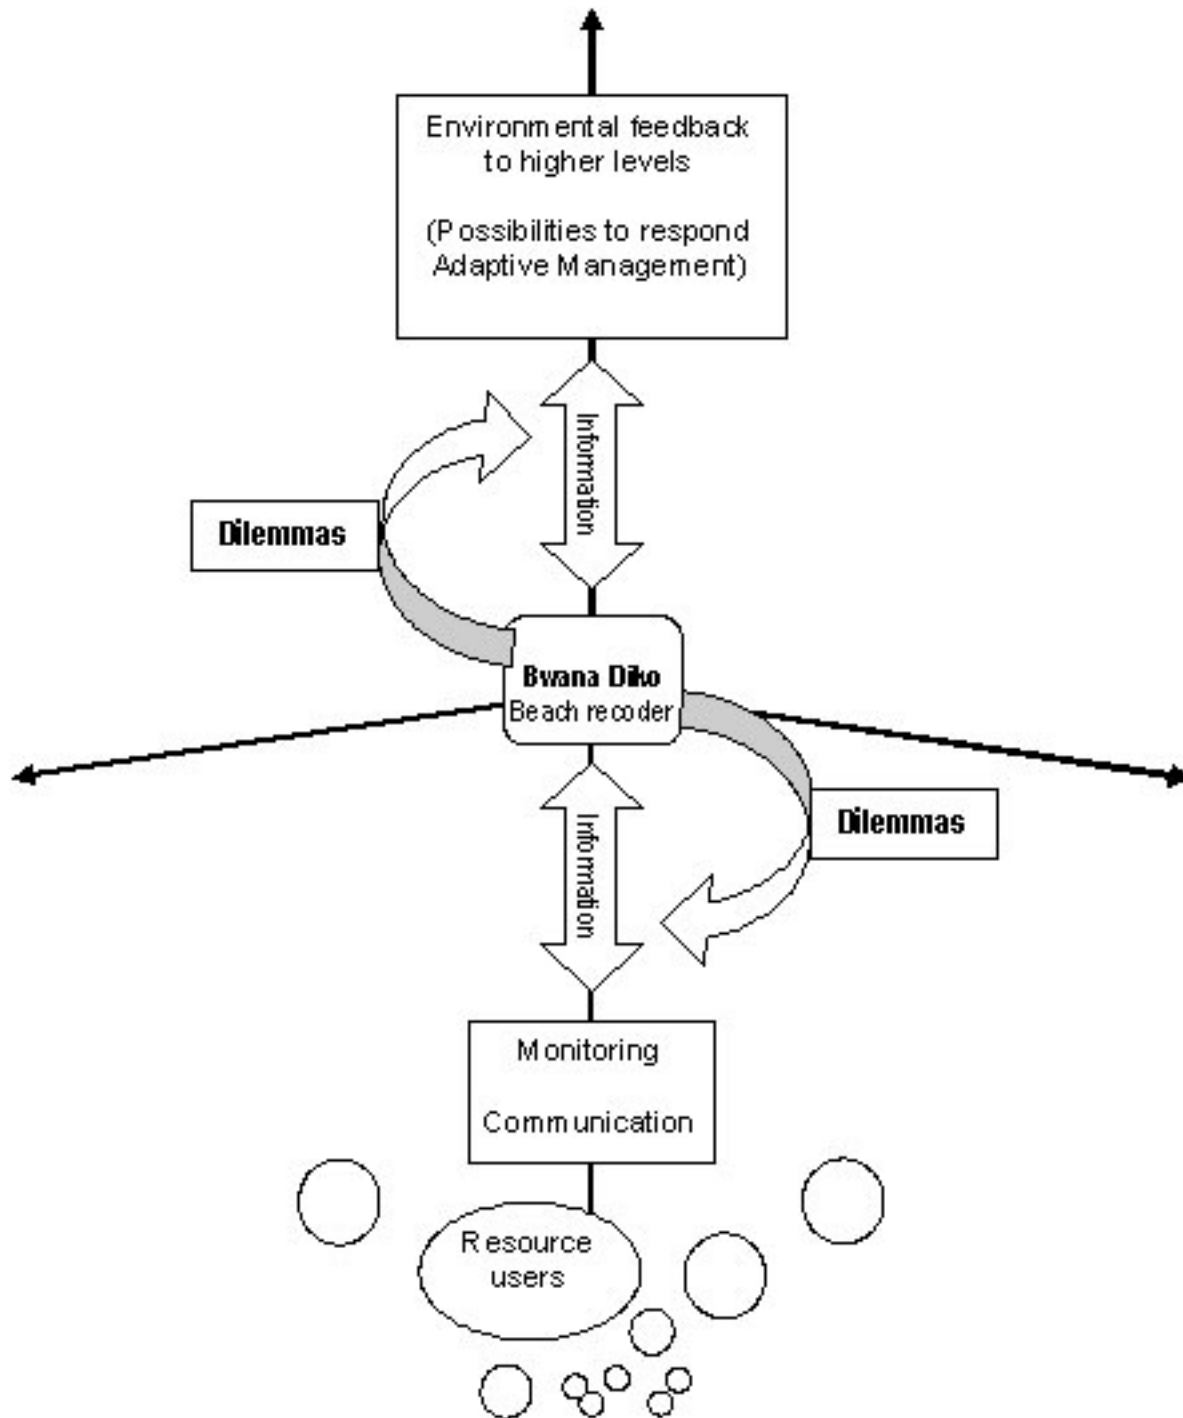 Environmental feedback
to higher levels
(Possibilities to respond
Adaptive Management)
Information
Dilemmas
Bwana Diko
Beach recoder
Information
Dilemmas
Monitoring
Communication
Resource
users